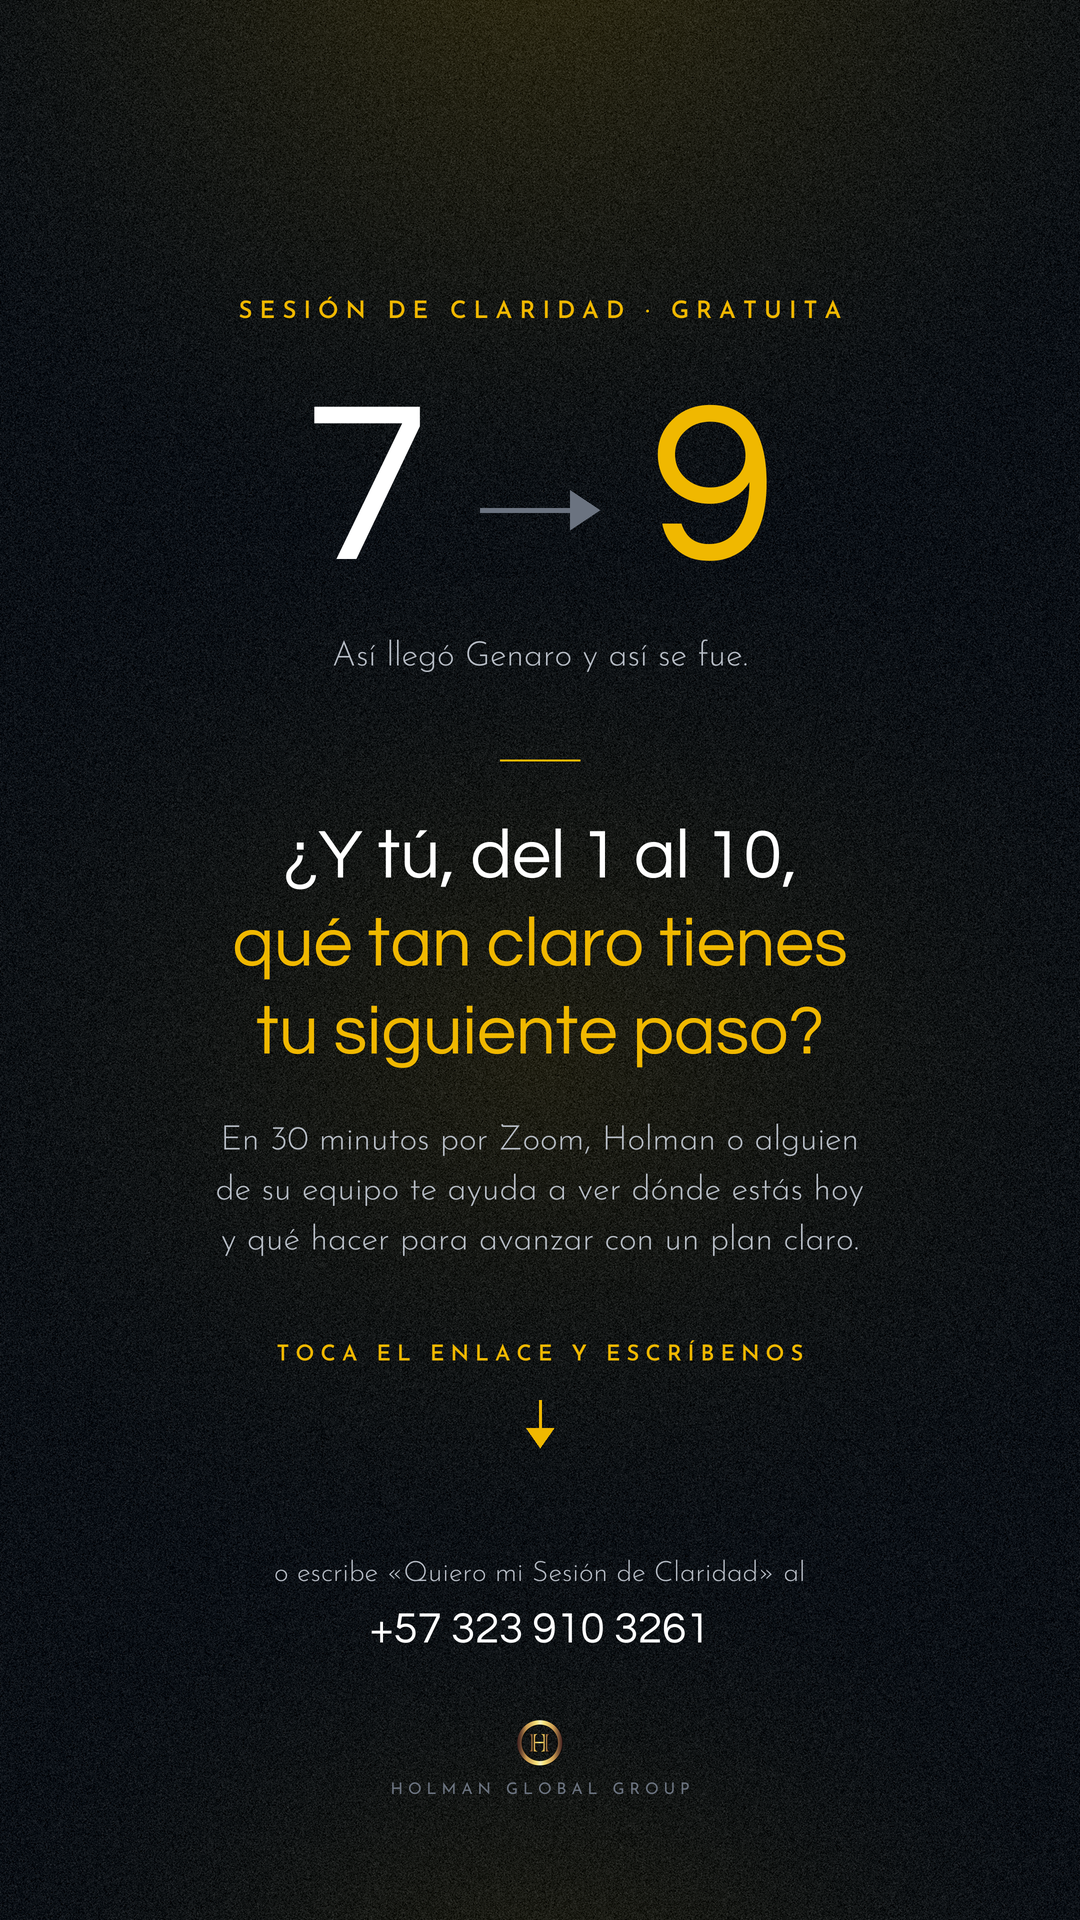 SESIÓN DE CLARIDAD · GRATUITA
7 → 9
Así llegó Genaro y así se fue.
¿Y tú, del 1 al 10,
qué tan claro tienes
tu siguiente paso?
En 30 minutos por Zoom, Holman o alguien
de su equipo te ayuda a ver dónde estás hoy
y qué hacer para avanzar con un plan claro.
TOCA EL ENLACE Y ESCRÍBENOS
o escribe «Quiero mi Sesión de Claridad» al
+57 323 910 3261
H
HOLMAN GLOBAL GROUP